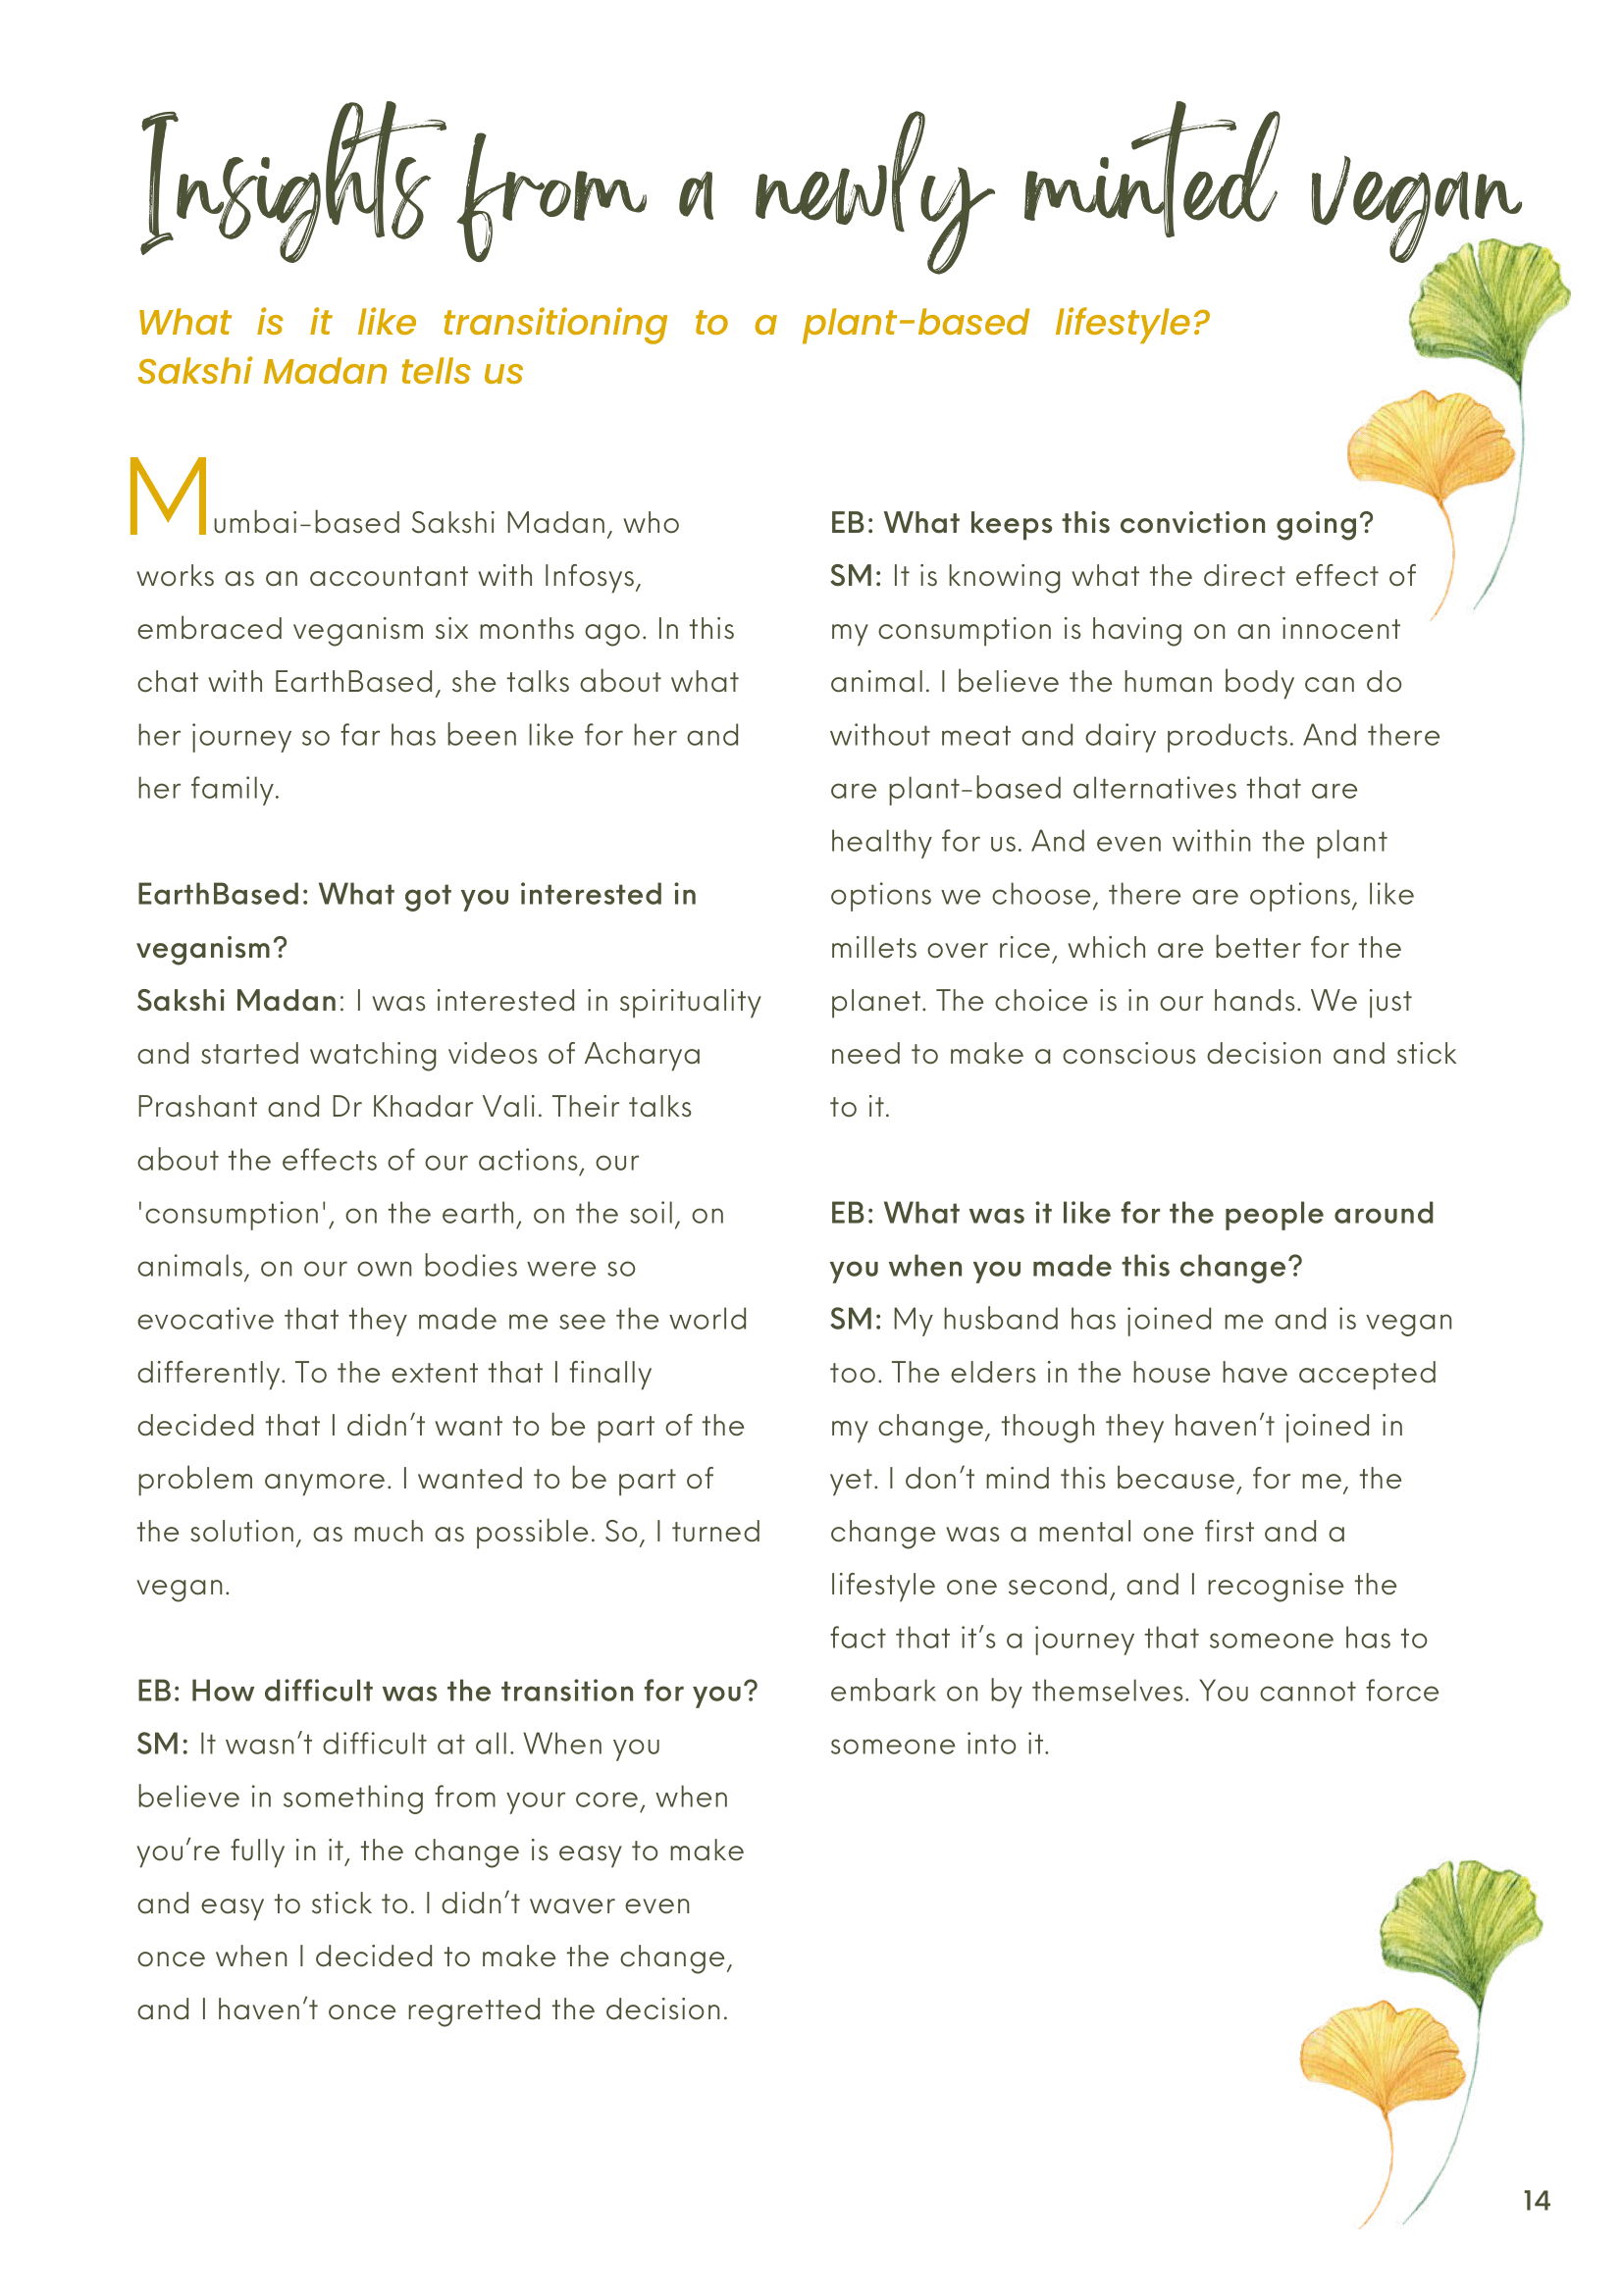 Insights from a newly minted vegan
What is it like transitioning to a plant-based lifestyle?
Sakshi Madan tells us
Mumbai-based Sakshi Madan, who
works as an accountant with Infosys,
embraced veganism six months ago. In this
chat with EarthBased, she talks about what
her journey so far has been like for her and
her family.
EarthBased: What got you interested in
veganism?
Sakshi Madan: I was interested in spirituality
and started watching videos of Acharya
Prashant and Dr Khadar Vali. Their talks
about the effects of our actions, our
'consumption', on the earth, on the soil, on
animals, on our own bodies were so
evocative that they made me see the world
differently. To the extent that I finally
decided that I didn’t want to be part of the
problem anymore. I wanted to be part of
the solution, as much as possible. So, I turned
vegan.
EB: How difficult was the transition for you?
SM: It wasn’t difficult at all. When you
believe in something from your core, when
you’re fully in it, the change is easy to make
and easy to stick to. I didn’t waver even
once when I decided to make the change,
and I haven’t once regretted the decision.
EB: What keeps this conviction going?
SM: It is knowing what the direct effect of
my consumption is having on an innocent
animal. I believe the human body can do
without meat and dairy products. And there
are plant-based alternatives that are
healthy for us. And even within the plant
options we choose, there are options, like
millets over rice, which are better for the
planet. The choice is in our hands. We just
need to make a conscious decision and stick
to it.
EB: What was it like for the people around
you when you made this change?
SM: My husband has joined me and is vegan
too. The elders in the house have accepted
my change, though they haven’t joined in
yet. I don’t mind this because, for me, the
change was a mental one first and a
lifestyle one second, and I recognise the
fact that it’s a journey that someone has to
embark on by themselves. You cannot force
someone into it.
14